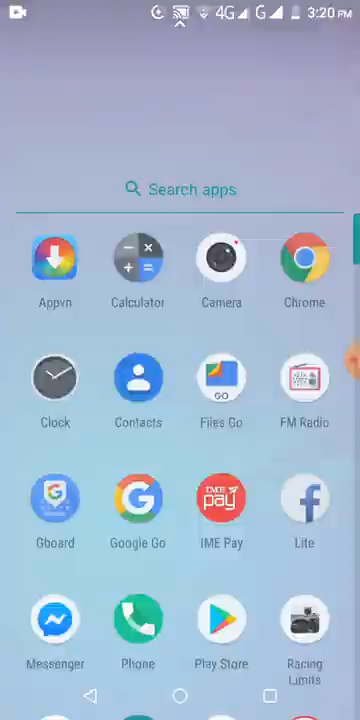 4G G 3:20 PM
Search apps
Appvn Calculator Camera Chrome
GO
Clock Contacts Files Go FM Radio
G G IME pay f
Gboard Google Go IME Pay Lite
Messenger Phone Play Store Racing Limits